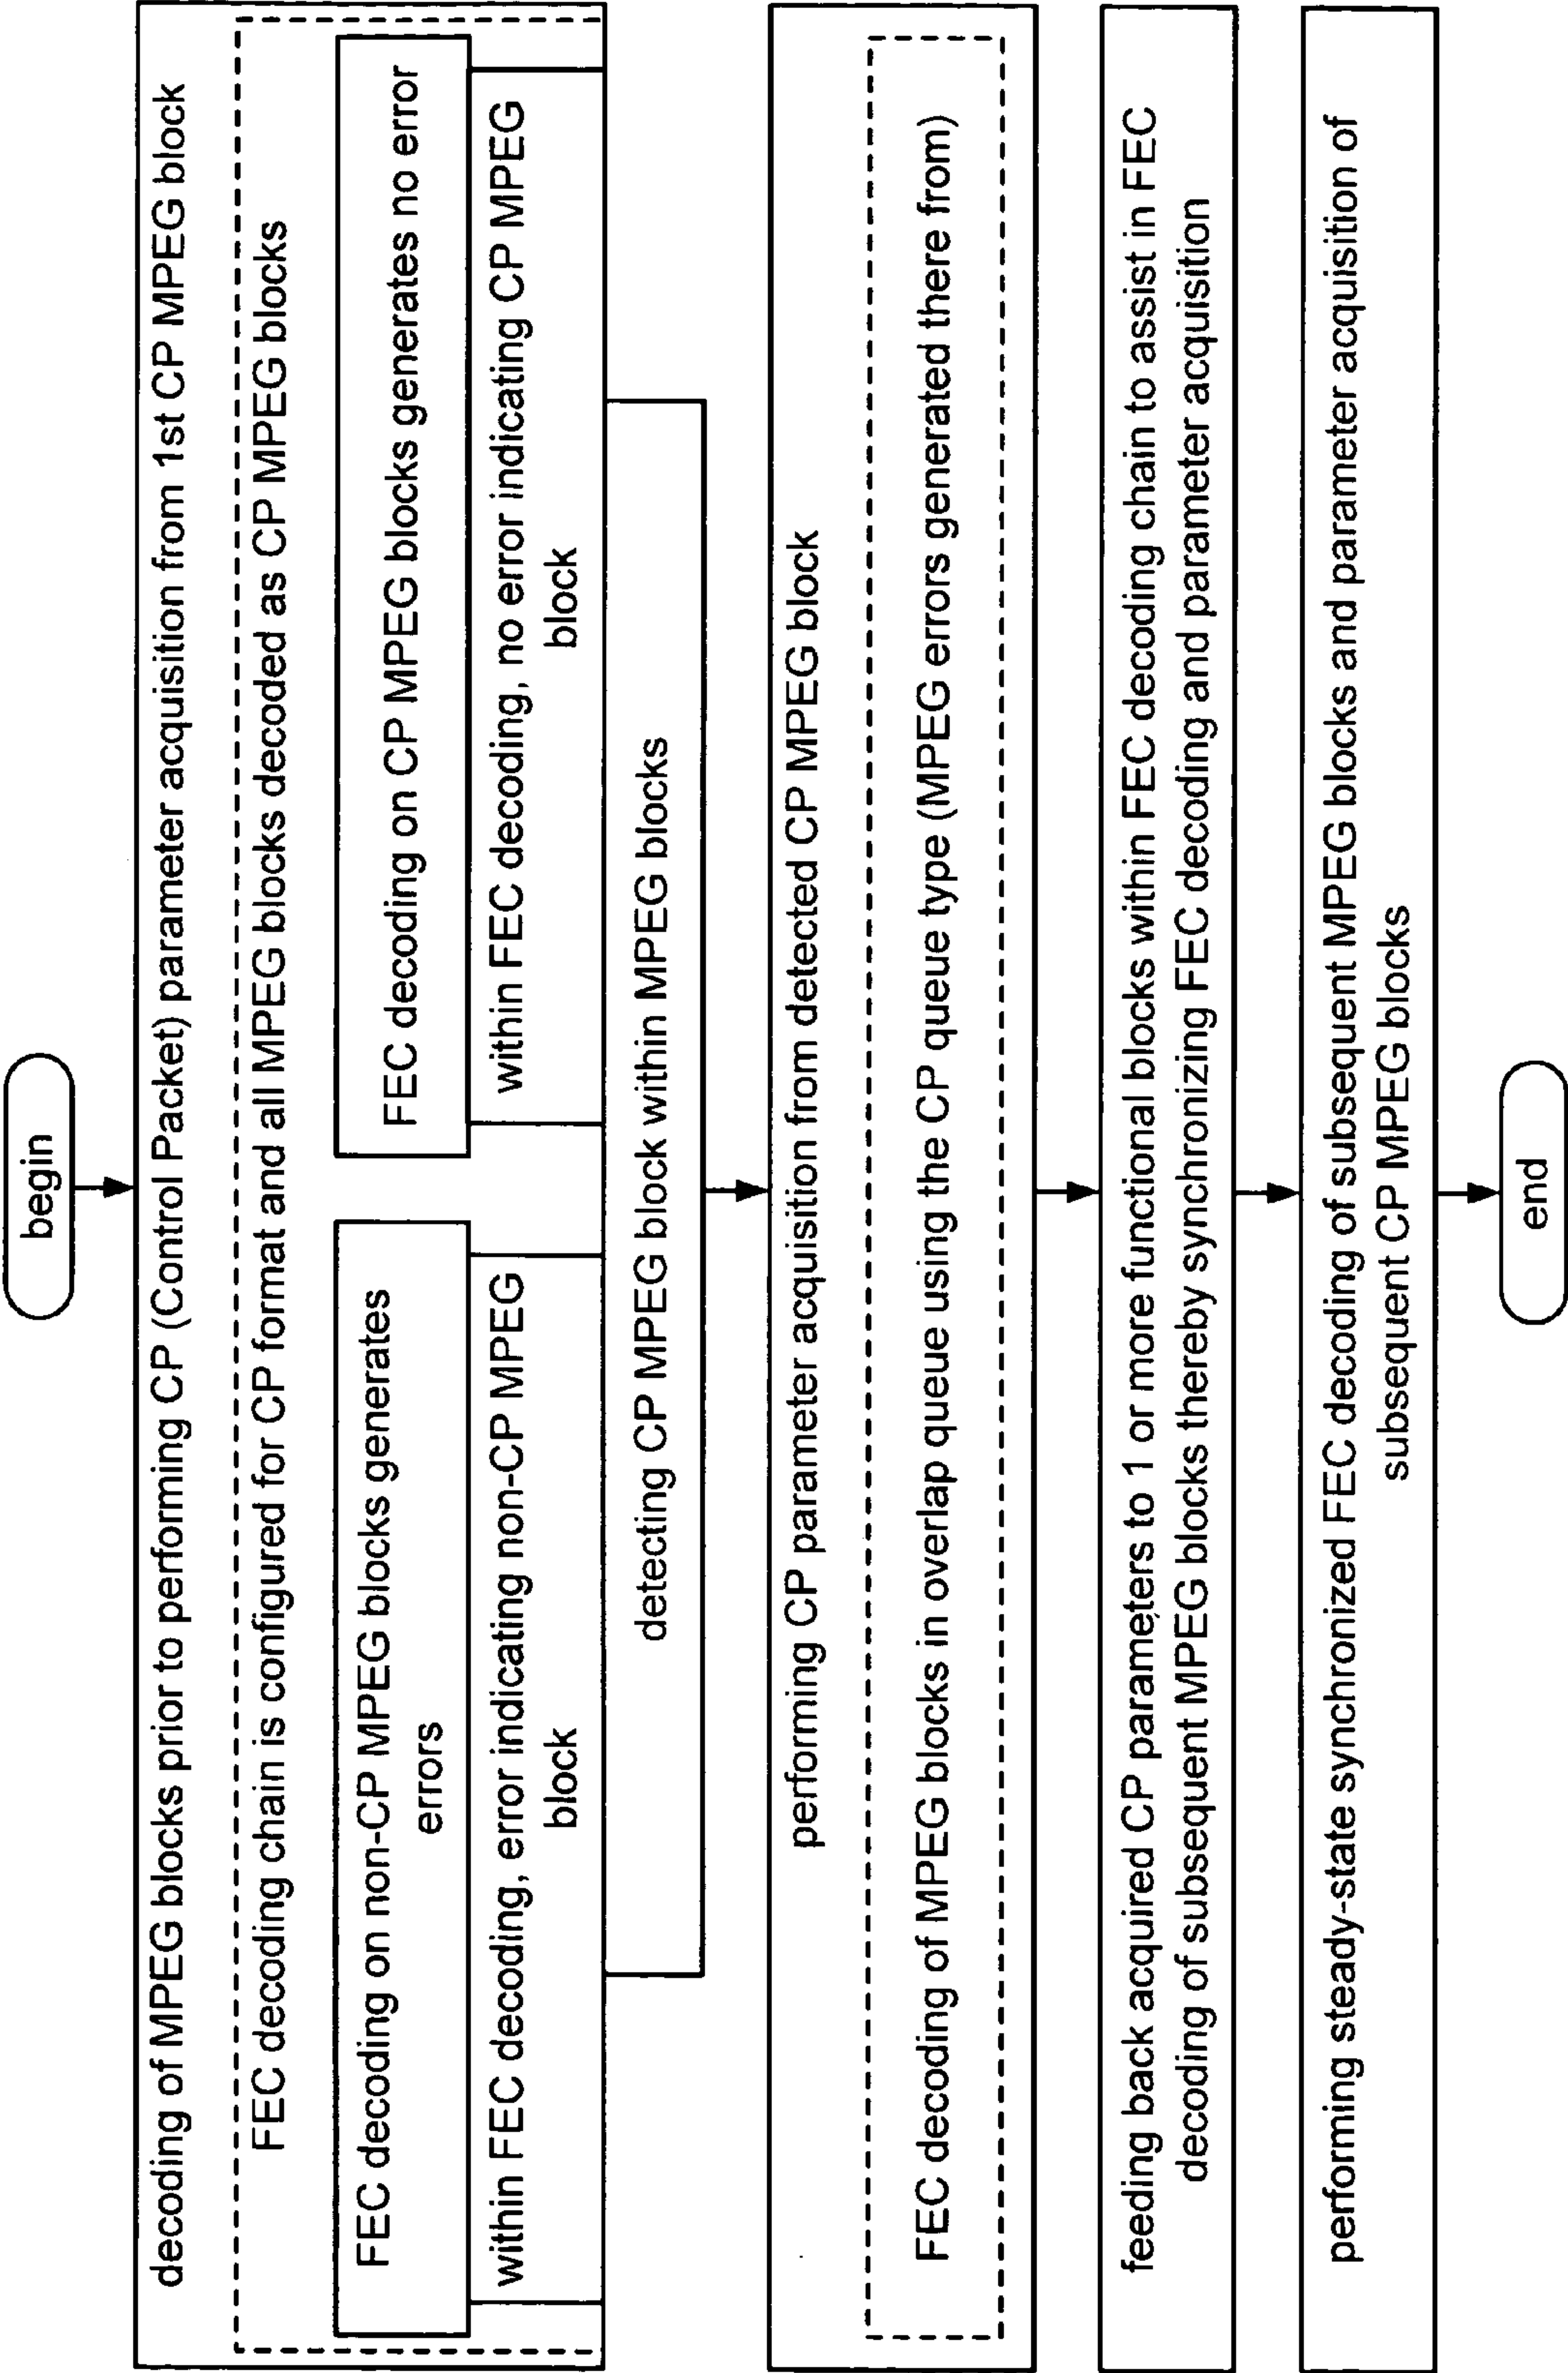 begin
decoding of MPEG blocks prior to performing CP (Control Packet) parameter acquisition from 1st CP MPEG block
FEC decoding chain is configured for CP format and all MPEG blocks decoded as CP MPEG blocks
FEC decoding on non-CP MPEG blocks generates
errors
within FEC decoding, error indicating non-CP MPEG
block
FEC decoding on CP MPEG blocks generates no error
within FEC decoding, no error indicating CP MPEG
block
detecting CP MPEG block within MPEG blocks
performing CP parameter acquisition from detected CP MPEG block
FEC decoding of MPEG blocks in overlap queue using the CP queue type (MPEG errors generated there from)
feeding back acquired CP parameters to 1 or more functional blocks within FEC decoding chain to assist in FEC
decoding of subsequent MPEG blocks thereby synchronizing FEC decoding and parameter acquisition
performing steady-state synchronized FEC decoding of subsequent MPEG blocks and parameter acquisition of
subsequent CP MPEG blocks
end